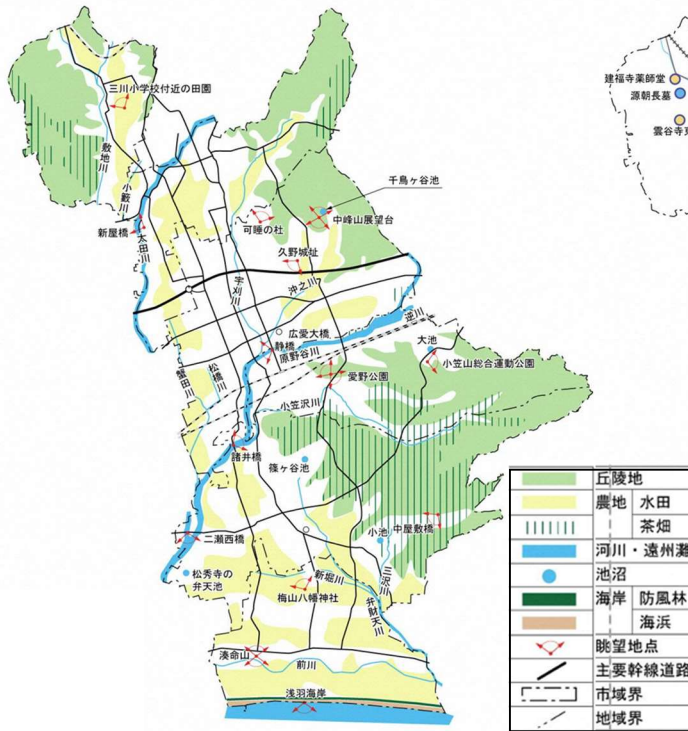 三川小学校付近の田園
敷地川
小藪川
新屋橋
太田川
可睡の杜
千鳥ヶ谷池
中峰山展望台
久野城址
宇刈川
沖之川
広愛大橋
静橋
原野谷川
逆川
大池
小笠山総合運動公園
愛野公園
蟹田川
松橋川
小笠沢川
諸井橋
篠ヶ谷池
小池
中屋敷橋
二瀬西橋
松秀寺の
弁天池
新堀川
梅山八幡神社
三沢川
弁財天川
湊命山
前川
浅羽海岸
建福寺薬師堂
源朝長墓
雲谷寺
丘陵地
農地 水田
茶畑
河川・遠州灘
池沼
海岸 防風林
海浜
眺望地点
主要幹線道路
市域界
地域界